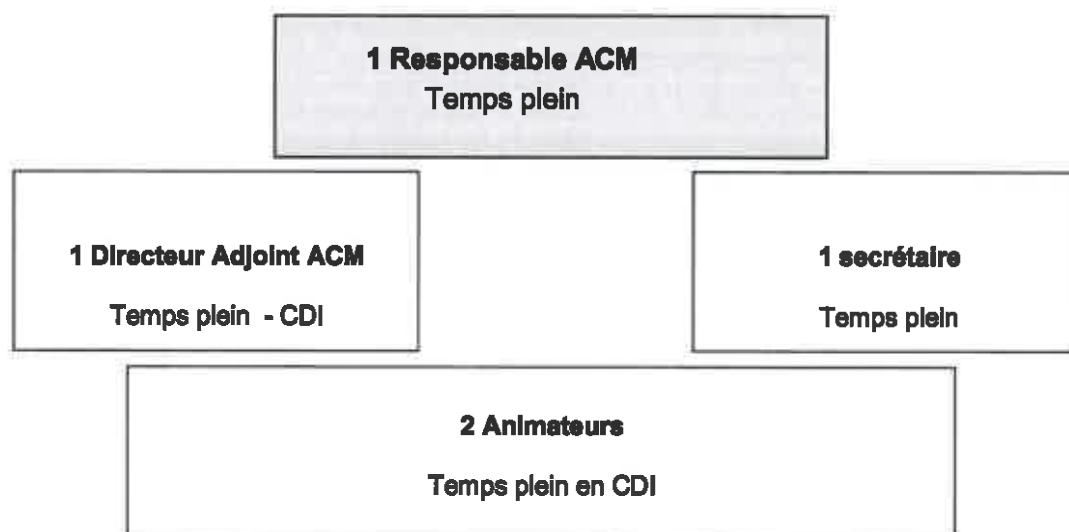 1 Responsable ACM
Temps plein
1 Directeur Adjoint ACM
Temps plein - CDI
1 secrétaire
Temps plein
2 Animateurs
Temps plein en CDI